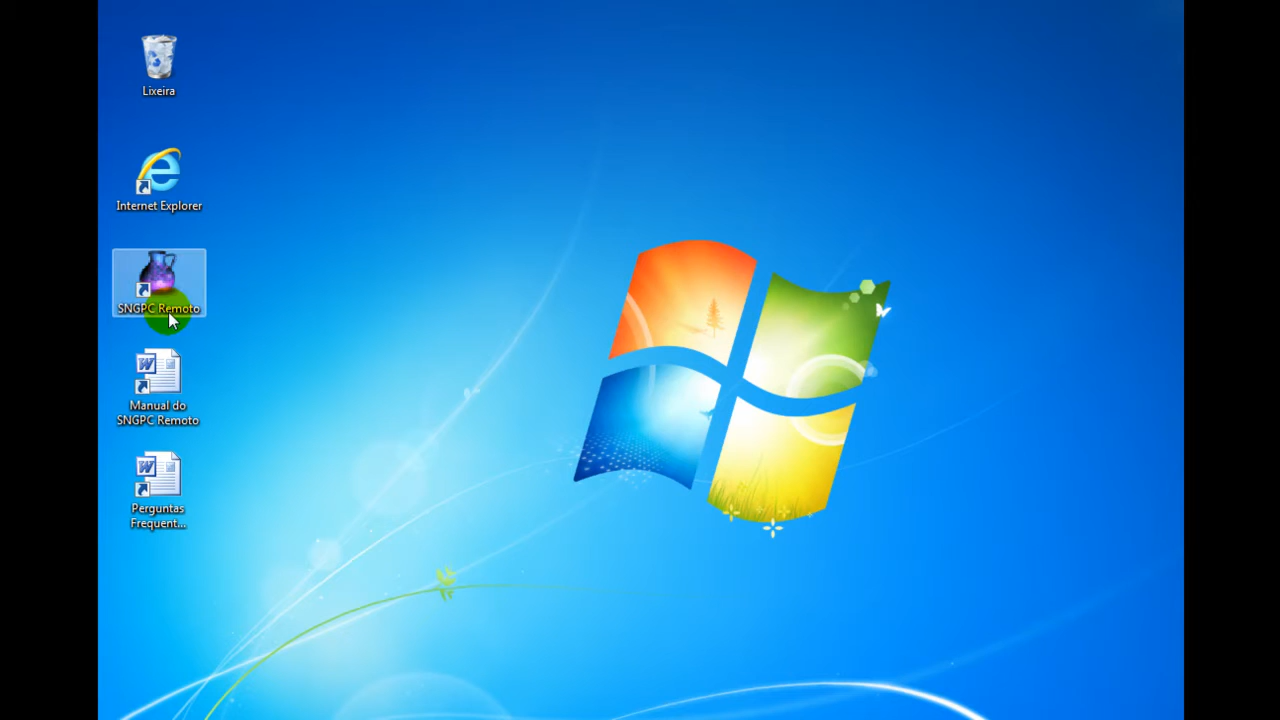 Lixeira
Internet Explorer
SNGPC Remoto
Manual do
SNGPC Remoto
Perguntas
Frequent...